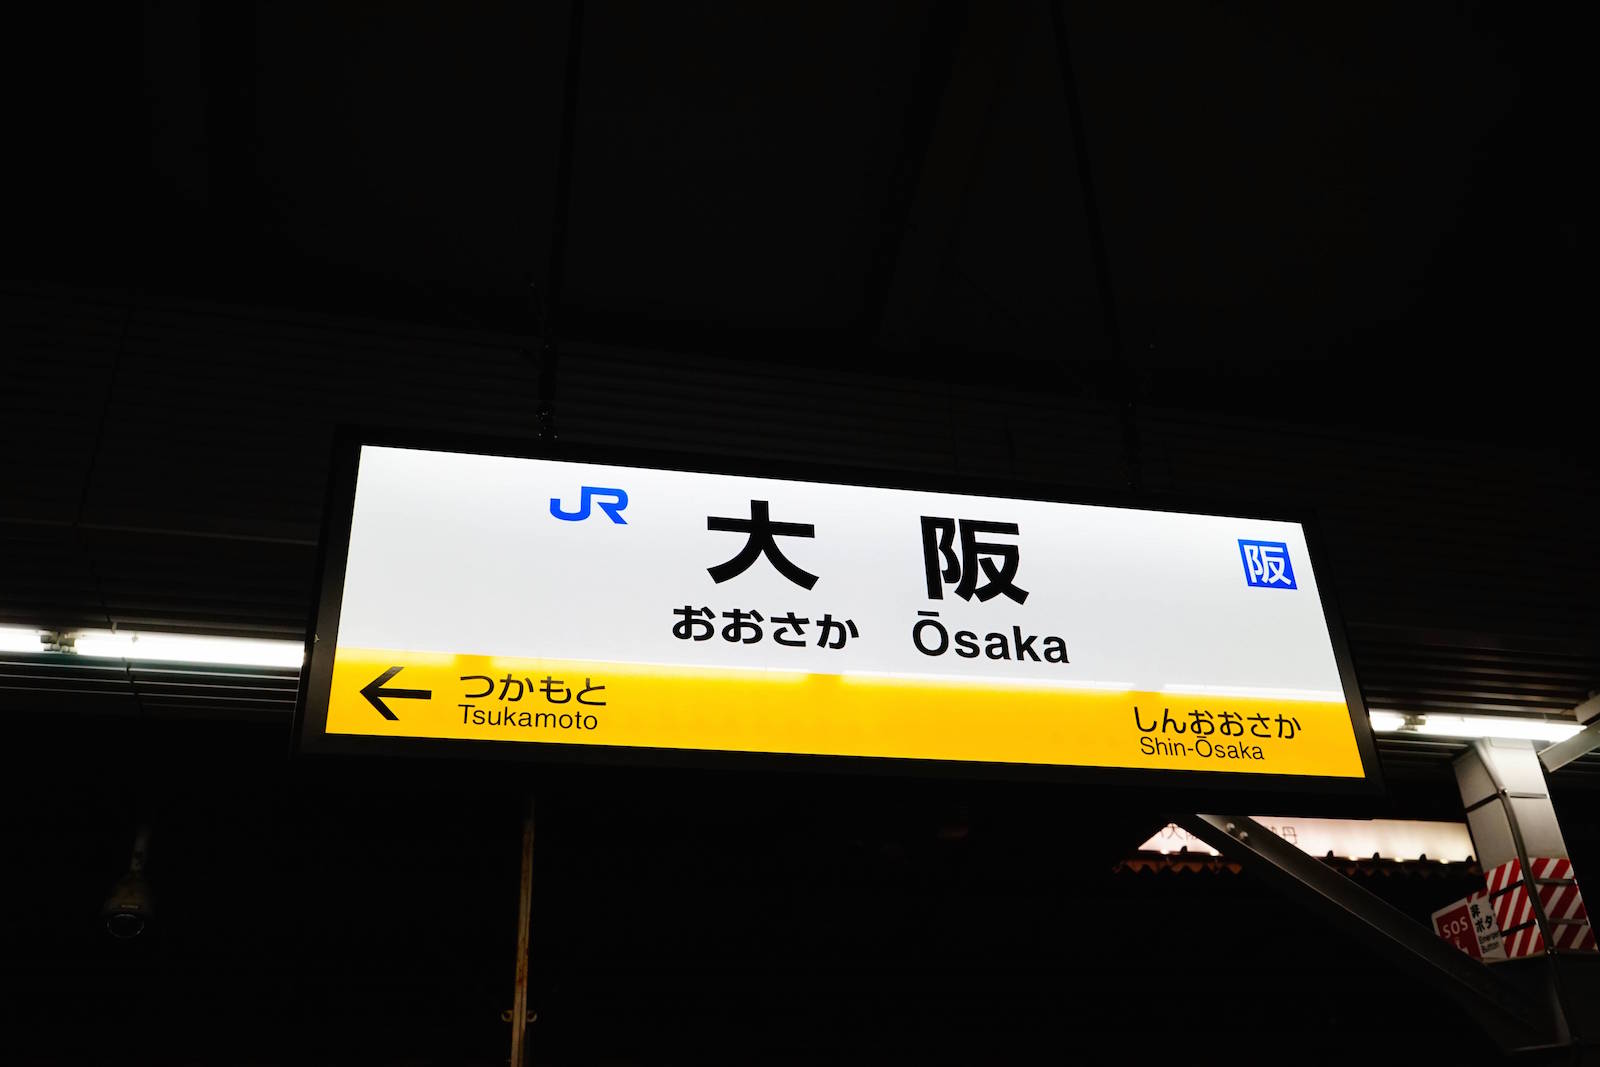 JR
大阪
阪
おおさか Ōsaka
← つかもと
Tsukamoto
しんおおさか
Shin-Ōsaka
SOS